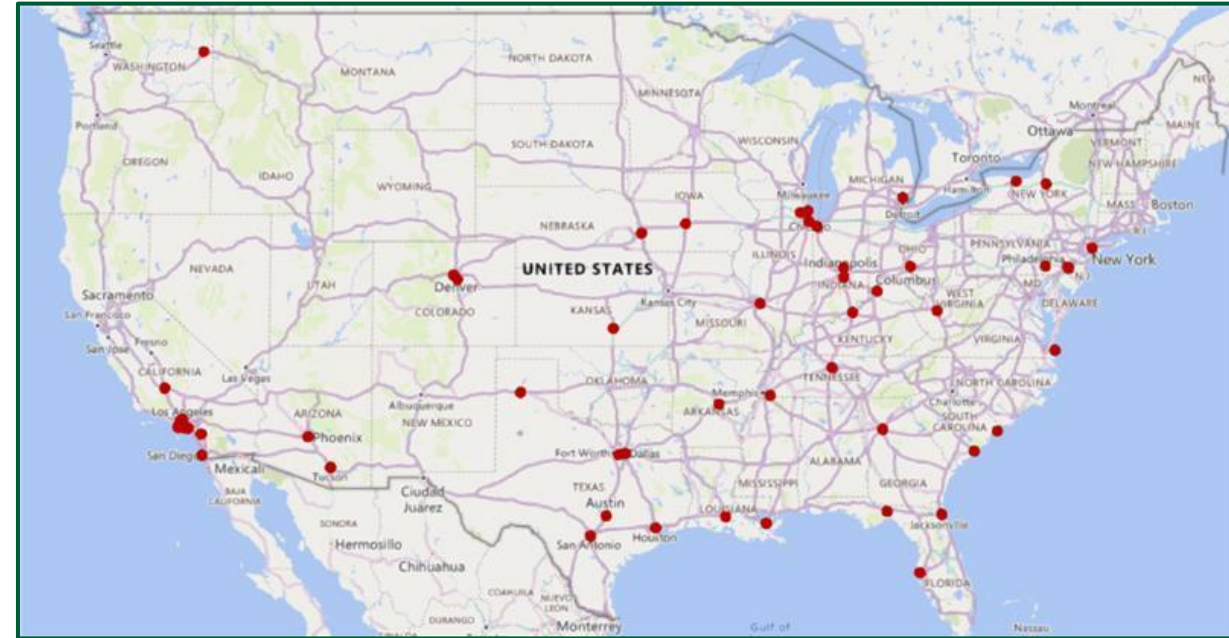 Seattle
WASHINGTON
MONTANA
NORTH DAKOTA
MINNESOTA
Montreal
Ottawa
MAINE
Portland
VERMONT
OREGON
SOUTH DAKOTA
WISCONSIN
Toronto
NEW HAMPSHIRE
IDAHO
WYOMING
MICHIGAN
Hamilton
Milwaukee
IOWA
NEW YORK
MASS
Boston
Detroit
NEBRASKA
Chicago
R.I.
NEVADA
UNITED STATES
ILLINOIS
OHIO
PENNSYLVANIA
New York
Indianapolis
Philadelphia
UTAH
Denver
INDIANA
Columbus
MD
NJ
Sacramento
COLORADO
KANSAS
Kansas City
WEST
VIRGINIA
DELAWARE
San Francisco
MISSOURI
San Jose
Fresno
KENTUCKY
VIRGINIA
CALIFORNIA
Las Vegas
OKLAHOMA
TENNESSEE
NORTH CAROLINA
Los Angeles
ARIZONA
Albuquerque
NEW MEXICO
ARKANSAS
Memphis
Charlotte
SOUTH
CAROLINA
Phoenix
San Diego
Mexicali
Tucson
Fort Worth
Dallas
ALABAMA
MISSISSIPPI
GEORGIA
BAJA
CALIFORNIA
Ciudad
Juárez
TEXAS
Austin
LOUISIANA
SONORA
Hermosillo
San Antonio
Houston
Jacksonville
Chihuahua
FLORIDA
COAHUILA
NUEVO
LEON
DURANGO
Monterrey
Gulf of
Nassau